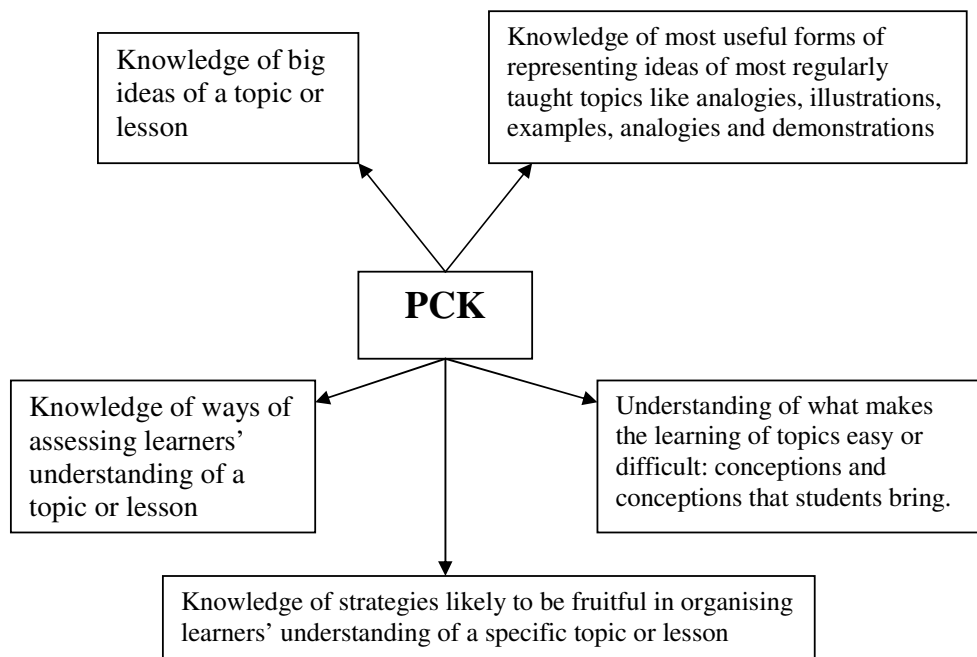 Knowledge of big
ideas of a topic or
lesson
Knowledge of most useful forms of
representing ideas of most regularly
taught topics like analogies, illustrations,
examples, analogies and demonstrations
PCK
Knowledge of ways of
assessing learners’
understanding of a
topic or lesson
Understanding of what makes
the learning of topics easy or
difficult: conceptions and
conceptions that students bring.
Knowledge of strategies likely to be fruitful in organising
learners’ understanding of a specific topic or lesson